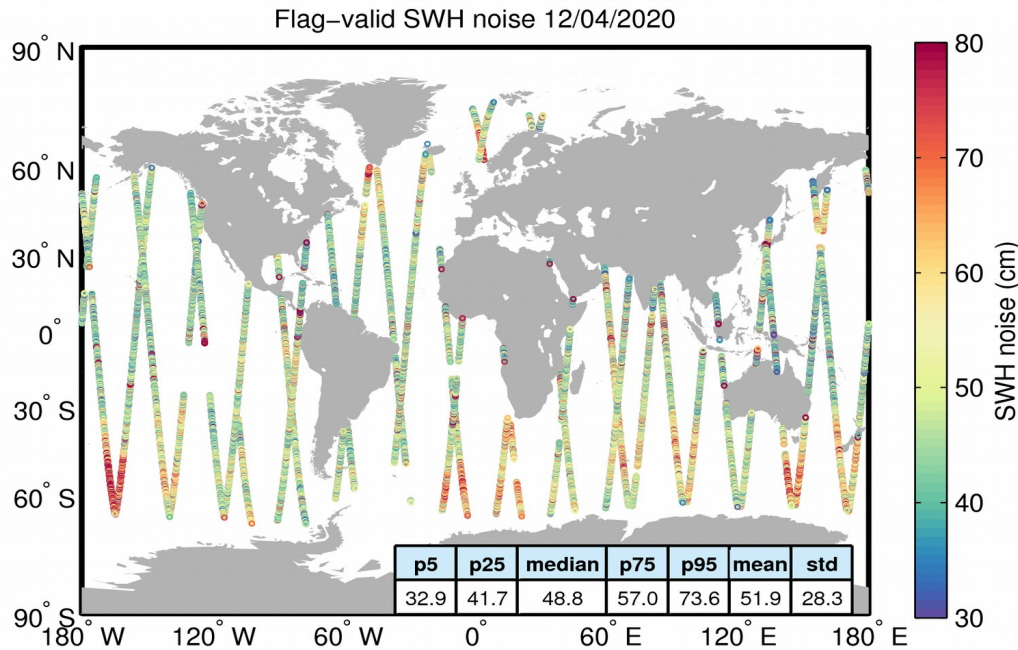 Flag−valid SWH noise 12/04/2020
90° N
60° N
30° N
0°
30° S
60° S
90° S
180° W
120° W
60° W
0°
60° E
120° E
180° E
80
70
60
50
40
30
SWH noise (cm)
p5 p25 median p75 p95 mean std
32.9 41.7 48.8 57.0 73.6 51.9 28.3